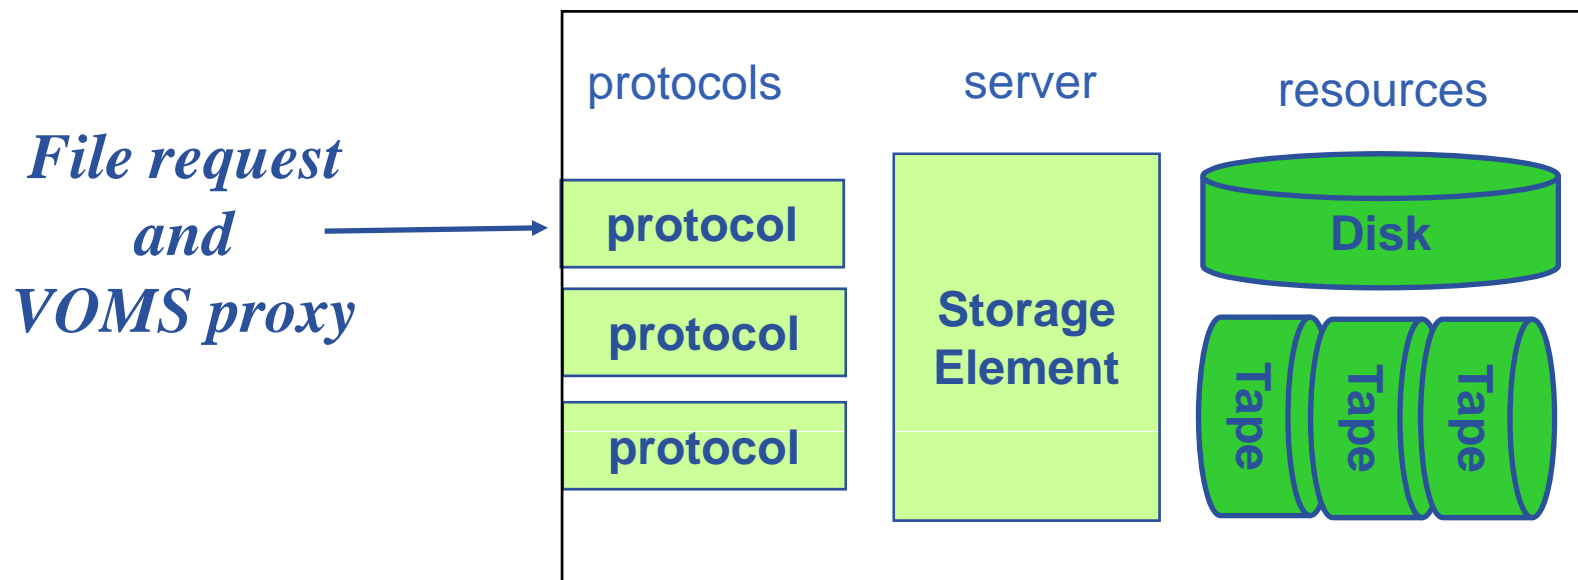 protocols
server
resources
File request
and
VOMS proxy
protocol
protocol
protocol
Storage
Element
Disk
Tape
Tape
Tape